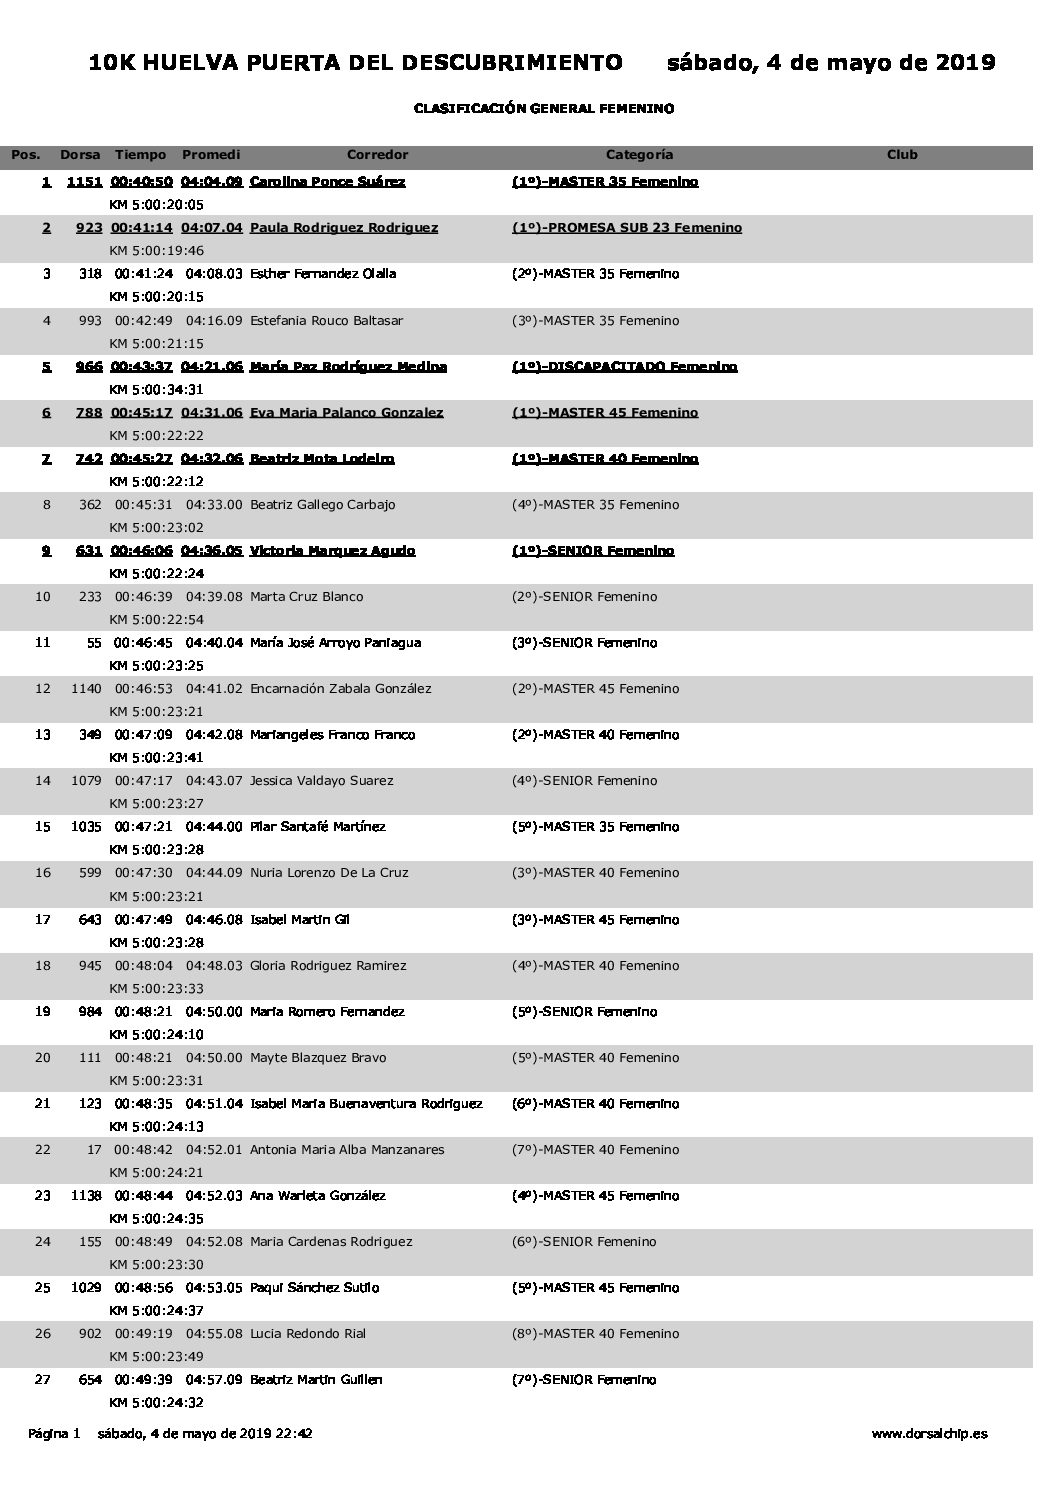 10K HUELVA PUERTA DEL DESCUBRIMIENTO sábado, 4 de mayo de 2019
CLASIFICACIÓN GENERAL FEMENINO
Pos. Dorsa Tiempo Promedi Corredor Categoría Club
1 1151 00:40:50 04:04.09 Carolina Ponce Suárez (1º)-MASTER 35 Femenino
KM 5:00:20:05
2 923 00:41:14 04:07.04 Paula Rodriguez Rodriguez (1º)-PROMESA SUB 23 Femenino
KM 5:00:19:46
3 318 00:41:24 04:08.03 Esther Fernandez Olalla (2º)-MASTER 35 Femenino
KM 5:00:20:15
4 993 00:42:49 04:16.09 Estefania Rouco Baltasar (3º)-MASTER 35 Femenino
KM 5:00:21:15
5 966 00:43:37 04:21.06 María Paz Rodríguez Medina (1º)-DISCAPACITADO Femenino
KM 5:00:34:31
6 788 00:45:17 04:31.06 Eva Maria Palanco Gonzalez (1º)-MASTER 45 Femenino
KM 5:00:22:22
7 742 00:45:27 04:32.06 Beatriz Mota Lodeiro (1º)-MASTER 40 Femenino
KM 5:00:22:12
8 362 00:45:31 04:33.00 Beatriz Gallego Carbajo (4º)-MASTER 35 Femenino
KM 5:00:23:02
9 631 00:46:06 04:36.05 Victoria Marquez Agudo (1º)-SENIOR Femenino
KM 5:00:22:24
10 233 00:46:39 04:39.08 Marta Cruz Blanco (2º)-SENIOR Femenino
KM 5:00:22:54
11 55 00:46:45 04:40.04 María José Arroyo Paniagua (3º)-SENIOR Femenino
KM 5:00:23:25
12 1140 00:46:53 04:41.02 Encarnación Zabala González (2º)-MASTER 45 Femenino
KM 5:00:23:21
13 349 00:47:09 04:42.08 Mariangeles Franco Franco (2º)-MASTER 40 Femenino
KM 5:00:23:41
14 1079 00:47:17 04:43.07 Jessica Valdayo Suarez (4º)-SENIOR Femenino
KM 5:00:23:27
15 1035 00:47:21 04:44.00 Pilar Santafé Martínez (5º)-MASTER 35 Femenino
KM 5:00:23:28
16 599 00:47:30 04:44.09 Nuria Lorenzo De La Cruz (3º)-MASTER 40 Femenino
KM 5:00:23:21
17 643 00:47:49 04:46.08 Isabel Martin Gil (3º)-MASTER 45 Femenino
KM 5:00:23:28
18 945 00:48:04 04:48.03 Gloria Rodriguez Ramirez (4º)-MASTER 40 Femenino
KM 5:00:23:33
19 984 00:48:21 04:50.00 Maria Romero Fernandez (5º)-SENIOR Femenino
KM 5:00:24:10
20 111 00:48:21 04:50.00 Mayte Blazquez Bravo (5º)-MASTER 40 Femenino
KM 5:00:23:31
21 123 00:48:35 04:51.04 Isabel Maria Buenaventura Rodriguez (6º)-MASTER 40 Femenino
KM 5:00:24:13
22 17 00:48:42 04:52.01 Antonia Maria Alba Manzanares (7º)-MASTER 40 Femenino
KM 5:00:24:21
23 1138 00:48:44 04:52.03 Ana Warleta González (4º)-MASTER 45 Femenino
KM 5:00:24:35
24 155 00:48:49 04:52.08 Maria Cardenas Rodriguez (6º)-SENIOR Femenino
KM 5:00:23:30
25 1029 00:48:56 04:53.05 Paqui Sánchez Sutilo (5º)-MASTER 45 Femenino
KM 5:00:24:37
26 902 00:49:19 04:55.08 Lucia Redondo Rial (8º)-MASTER 40 Femenino
KM 5:00:23:49
27 654 00:49:39 04:57.09 Beatriz Martin Guillen (7º)-SENIOR Femenino
KM 5:00:24:32
Página 1 sábado, 4 de mayo de 2019 22:42 www.dorsalchip.es